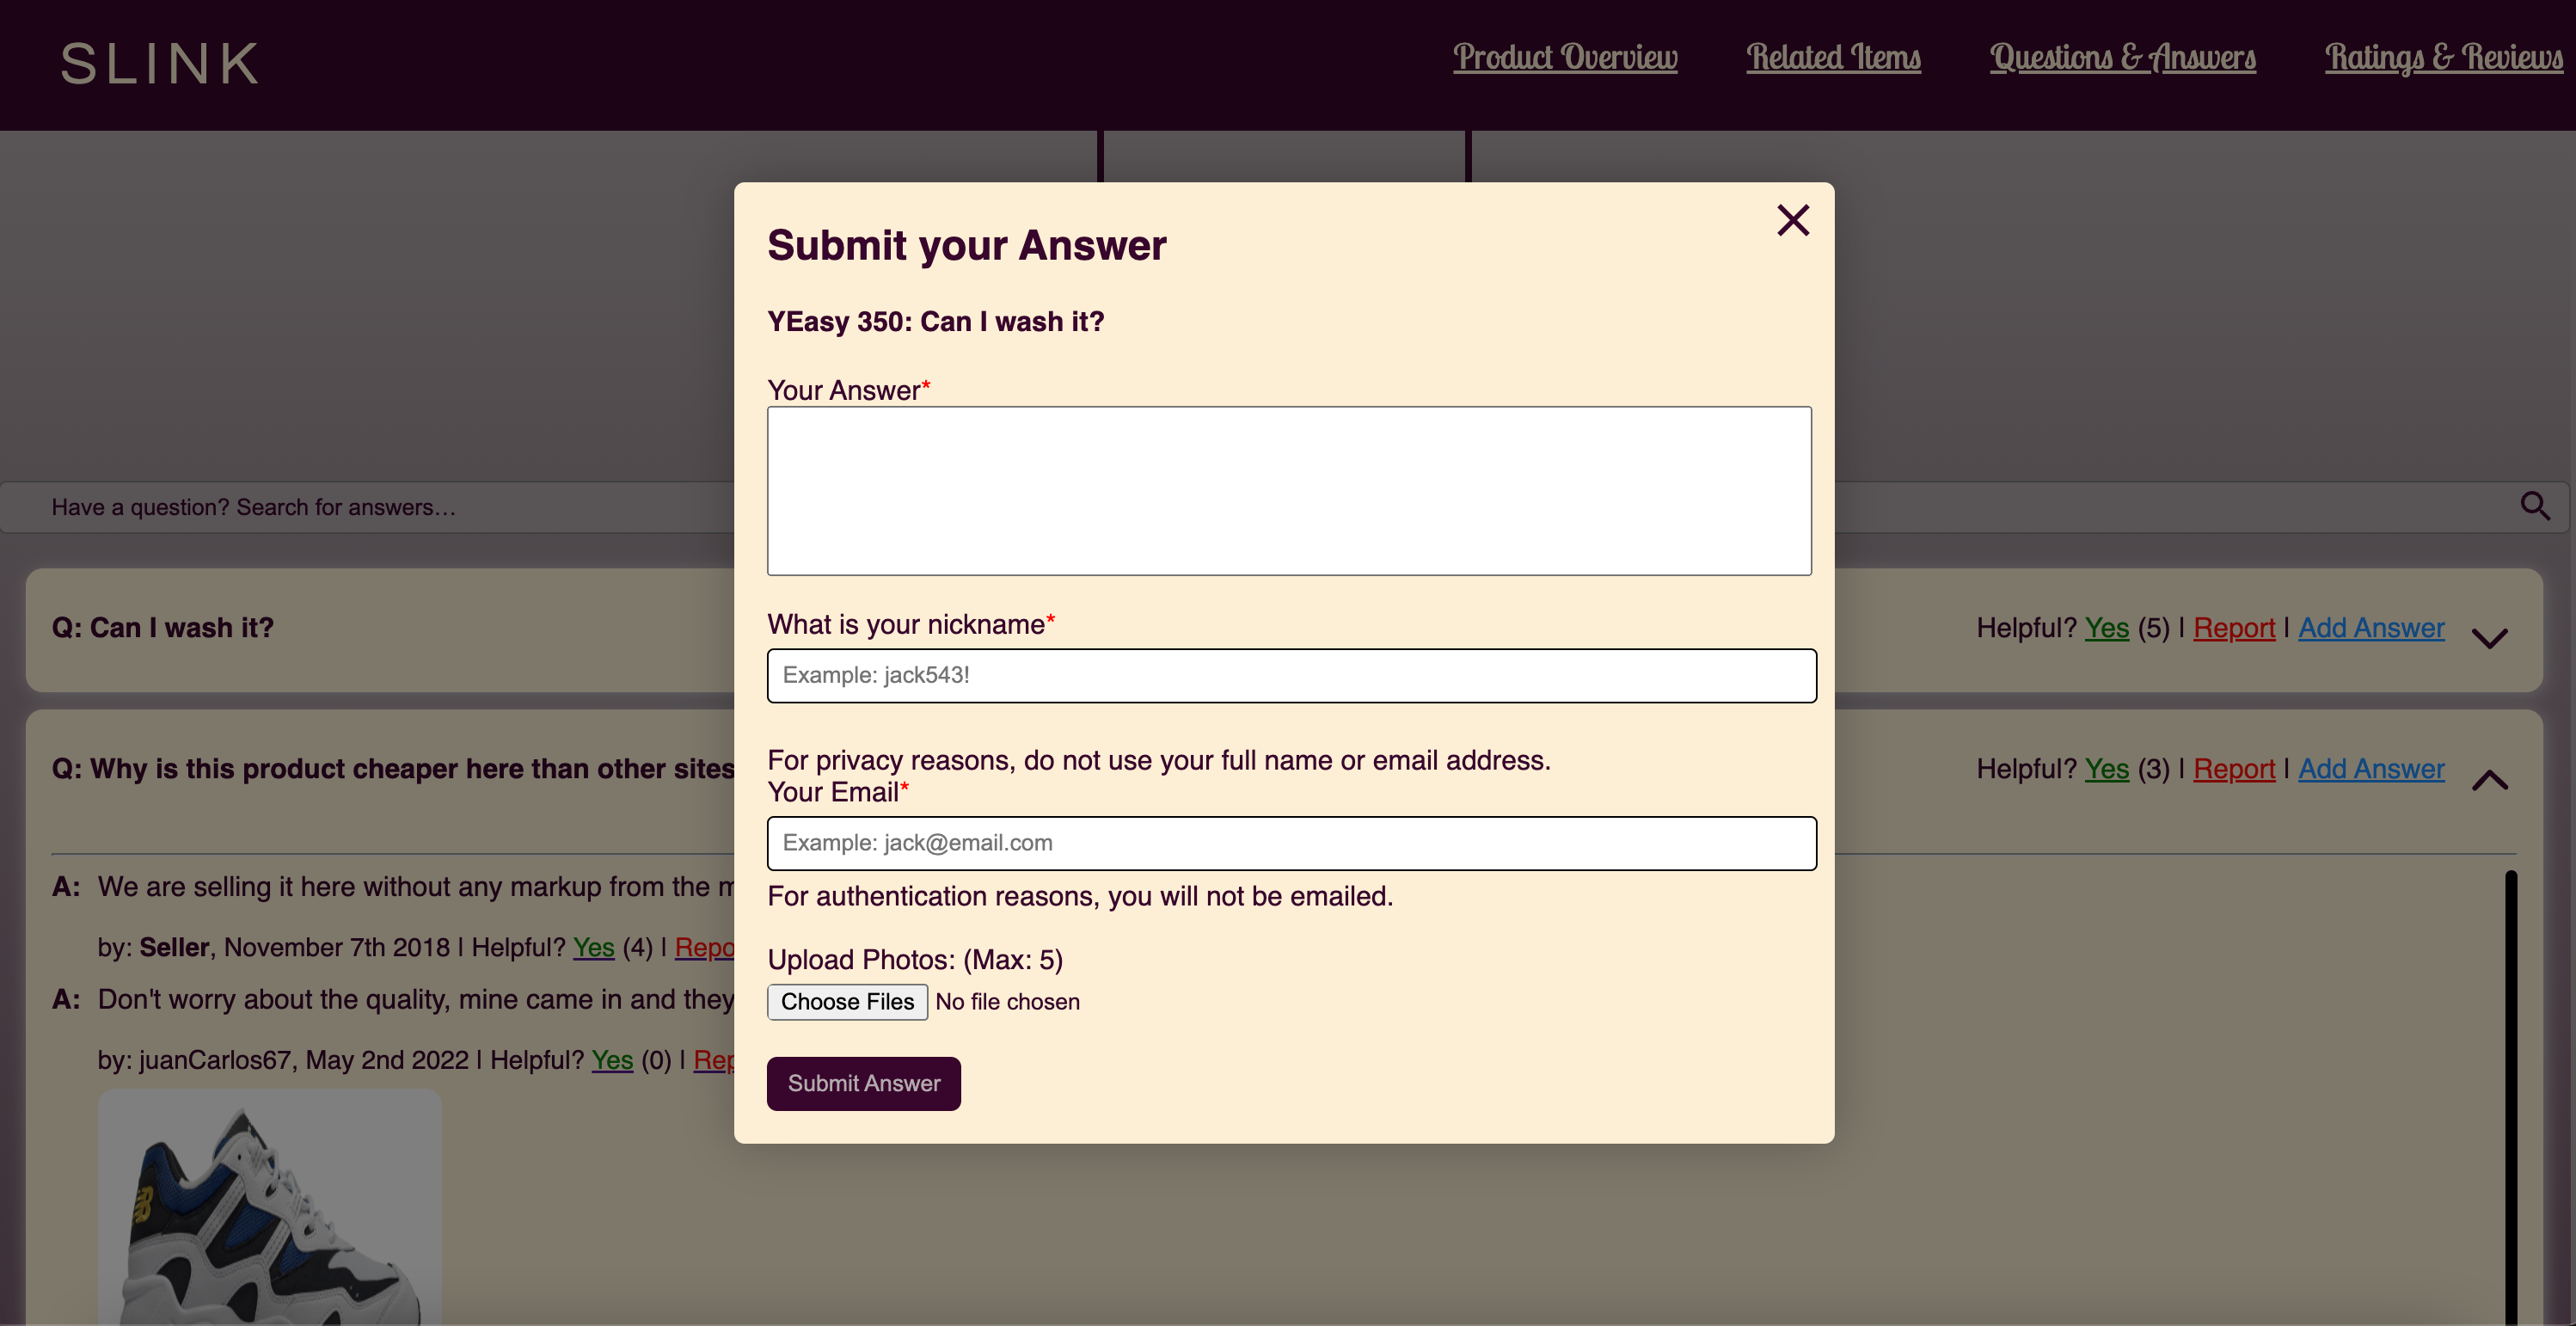 SLINK
Product Overview Related Items Questions & Answers Ratings & Reviews
Submit your Answer
YEasy 350: Can I wash it?
Your Answer*
Have a question? Search for answers…
Q: Can I wash it?
Helpful? Yes (5) | Report | Add Answer
What is your nickname*
Example: jack543!
For privacy reasons, do not use your full name or email address.
Q: Why is this product cheaper here than other sites
Helpful? Yes (3) | Report | Add Answer
Your Email*
Example: jack@email.com
For authentication reasons, you will not be emailed.
A: We are selling it here without any markup from the m
by: Seller, November 7th 2018 | Helpful? Yes (4) | Repo
Upload Photos: (Max: 5)
Choose Files No file chosen
A: Don't worry about the quality, mine came in and they
by: juanCarlos67, May 2nd 2022 | Helpful? Yes (0) | Rep
Submit Answer